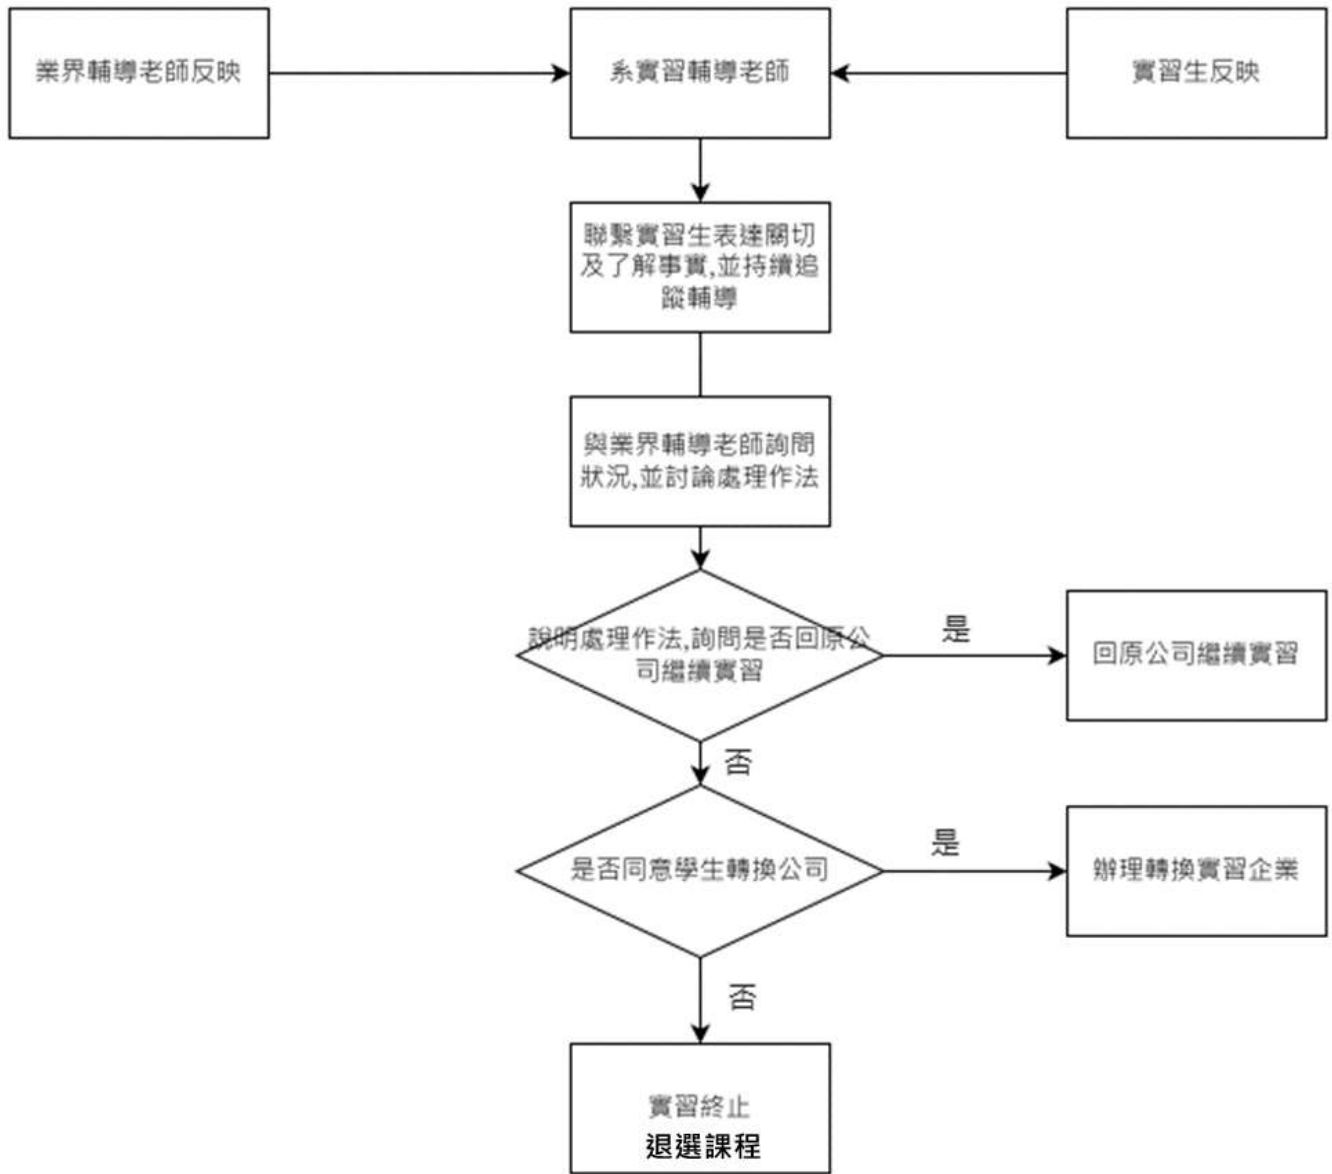 業界輔導老師反映
系實習輔導老師
實習生反映
聯繫實習生表達關切
及了解事實,並持續追
蹤輔導
與業界輔導老師詢問
狀況,並討論處理作法
說明處理作法,詢問是否回原公
司繼續實習
是
回原公司繼續實習
否
是否同意學生轉換公司
是
辦理轉換實習企業
否
實習終止
退選課程